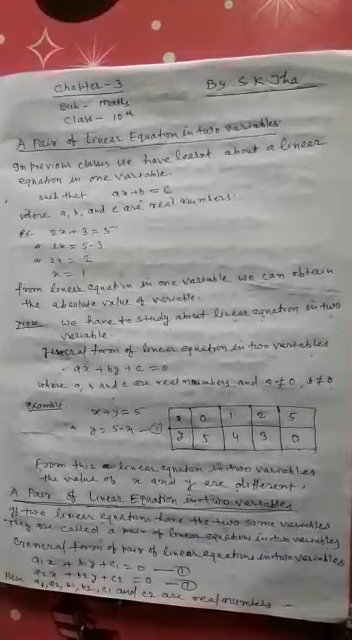 Chapter-3 By. S K Jha
Sub- Maths
Class- 10th
A Pair of Linear Equation in two variables
In previous classes we have learnt about a linear
equation in one variable.
such that ax+b=c
where a, b, and c are real numbers.
Ex. 2x+3=5
or 2x=5-3
or 2x=2
x=1
from linear equation in one variable we can obtain
the absolute value of variable.
Now we have to study about linear equation in two
variable.
General form of linear equation in two variables
ax+by+c=0
where a, b and c are real numbers and a≠0, b≠0
Example x+y=5
or y=5-x —①
x 0 1 2 5
y 5 4 3 0
From this linear equation in two variables
the value of x and y are different.
A Pair of Linear Equation in two variables
If two linear equations have the two same variables
They are called a pair of linear equations in two variables
General form of pair of linear equations in two variables
a1x + b1y + c1 = 0 —①
a2x + b2y + c2 = 0 —②
Here a1, a2, b1, b2, c1 and c2 are real numbers